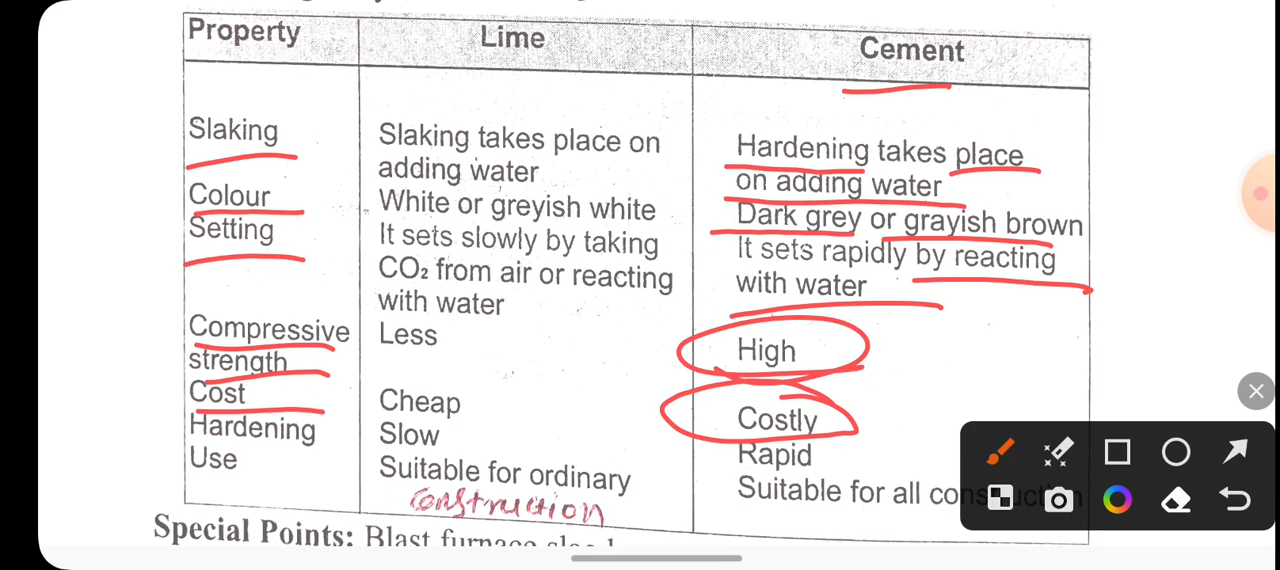 Property Lime Cement
Slaking Slaking takes place on Hardening takes place
adding water on adding water
Colour White or greyish white Dark grey or grayish brown
Setting It sets slowly by taking It sets rapidly by reacting
CO₂ from air or reacting with water
with water
Compressive Less High
strength
Cost Cheap Costly
Hardening Slow Rapid
Use Suitable for ordinary Suitable for all construction
construction
Special Points: Blast furnace